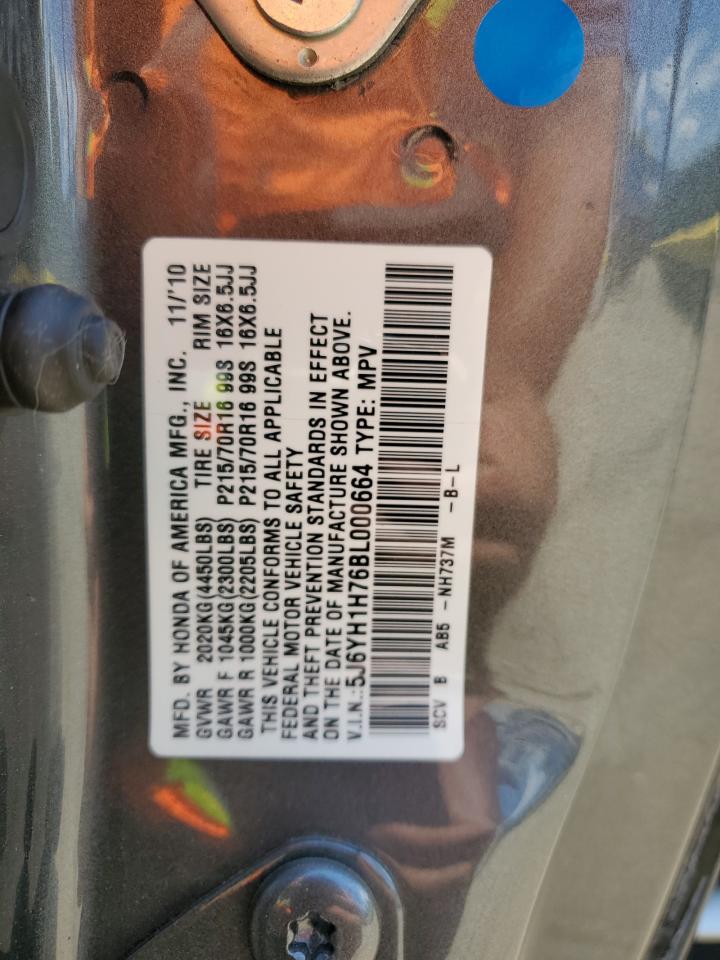 MFD. BY HONDA OF AMERICA MFG., INC. 11/'10
GVWR 2020KG(4450LBS) TIRE SIZE RIM SIZE
GAWR F 1045KG(2300LBS) P215/70R16 99S 16X6.5JJ
GAWR R 1000KG(2205LBS) P215/70R16 99S 16X6.5JJ
THIS VEHICLE CONFORMS TO ALL APPLICABLE
FEDERAL MOTOR VEHICLE SAFETY
AND THEFT PREVENTION STANDARDS IN EFFECT
ON THE DATE OF MANUFACTURE SHOWN ABOVE.
V.I.N.:5J6YH1H76BL000664 TYPE: MPV
SCV B AB5 -NH737M -B-L